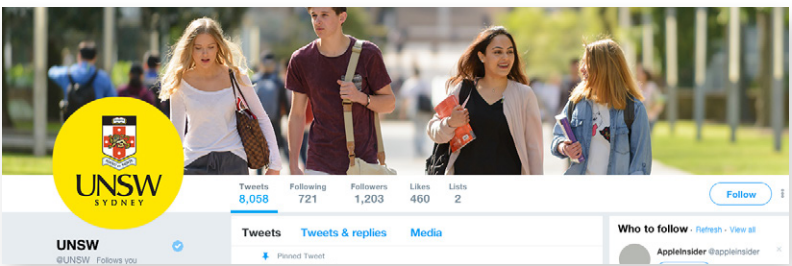 UNSW
SYDNEY
Tweets Following Followers Likes Lists
8,058 721 1,203 460 2
Follow
Tweets Tweets & replies Media
Pinned Tweet
Who to follow · Refresh · View all
AppleInsider @appleinsider ×
UNSW
@UNSW Follows you